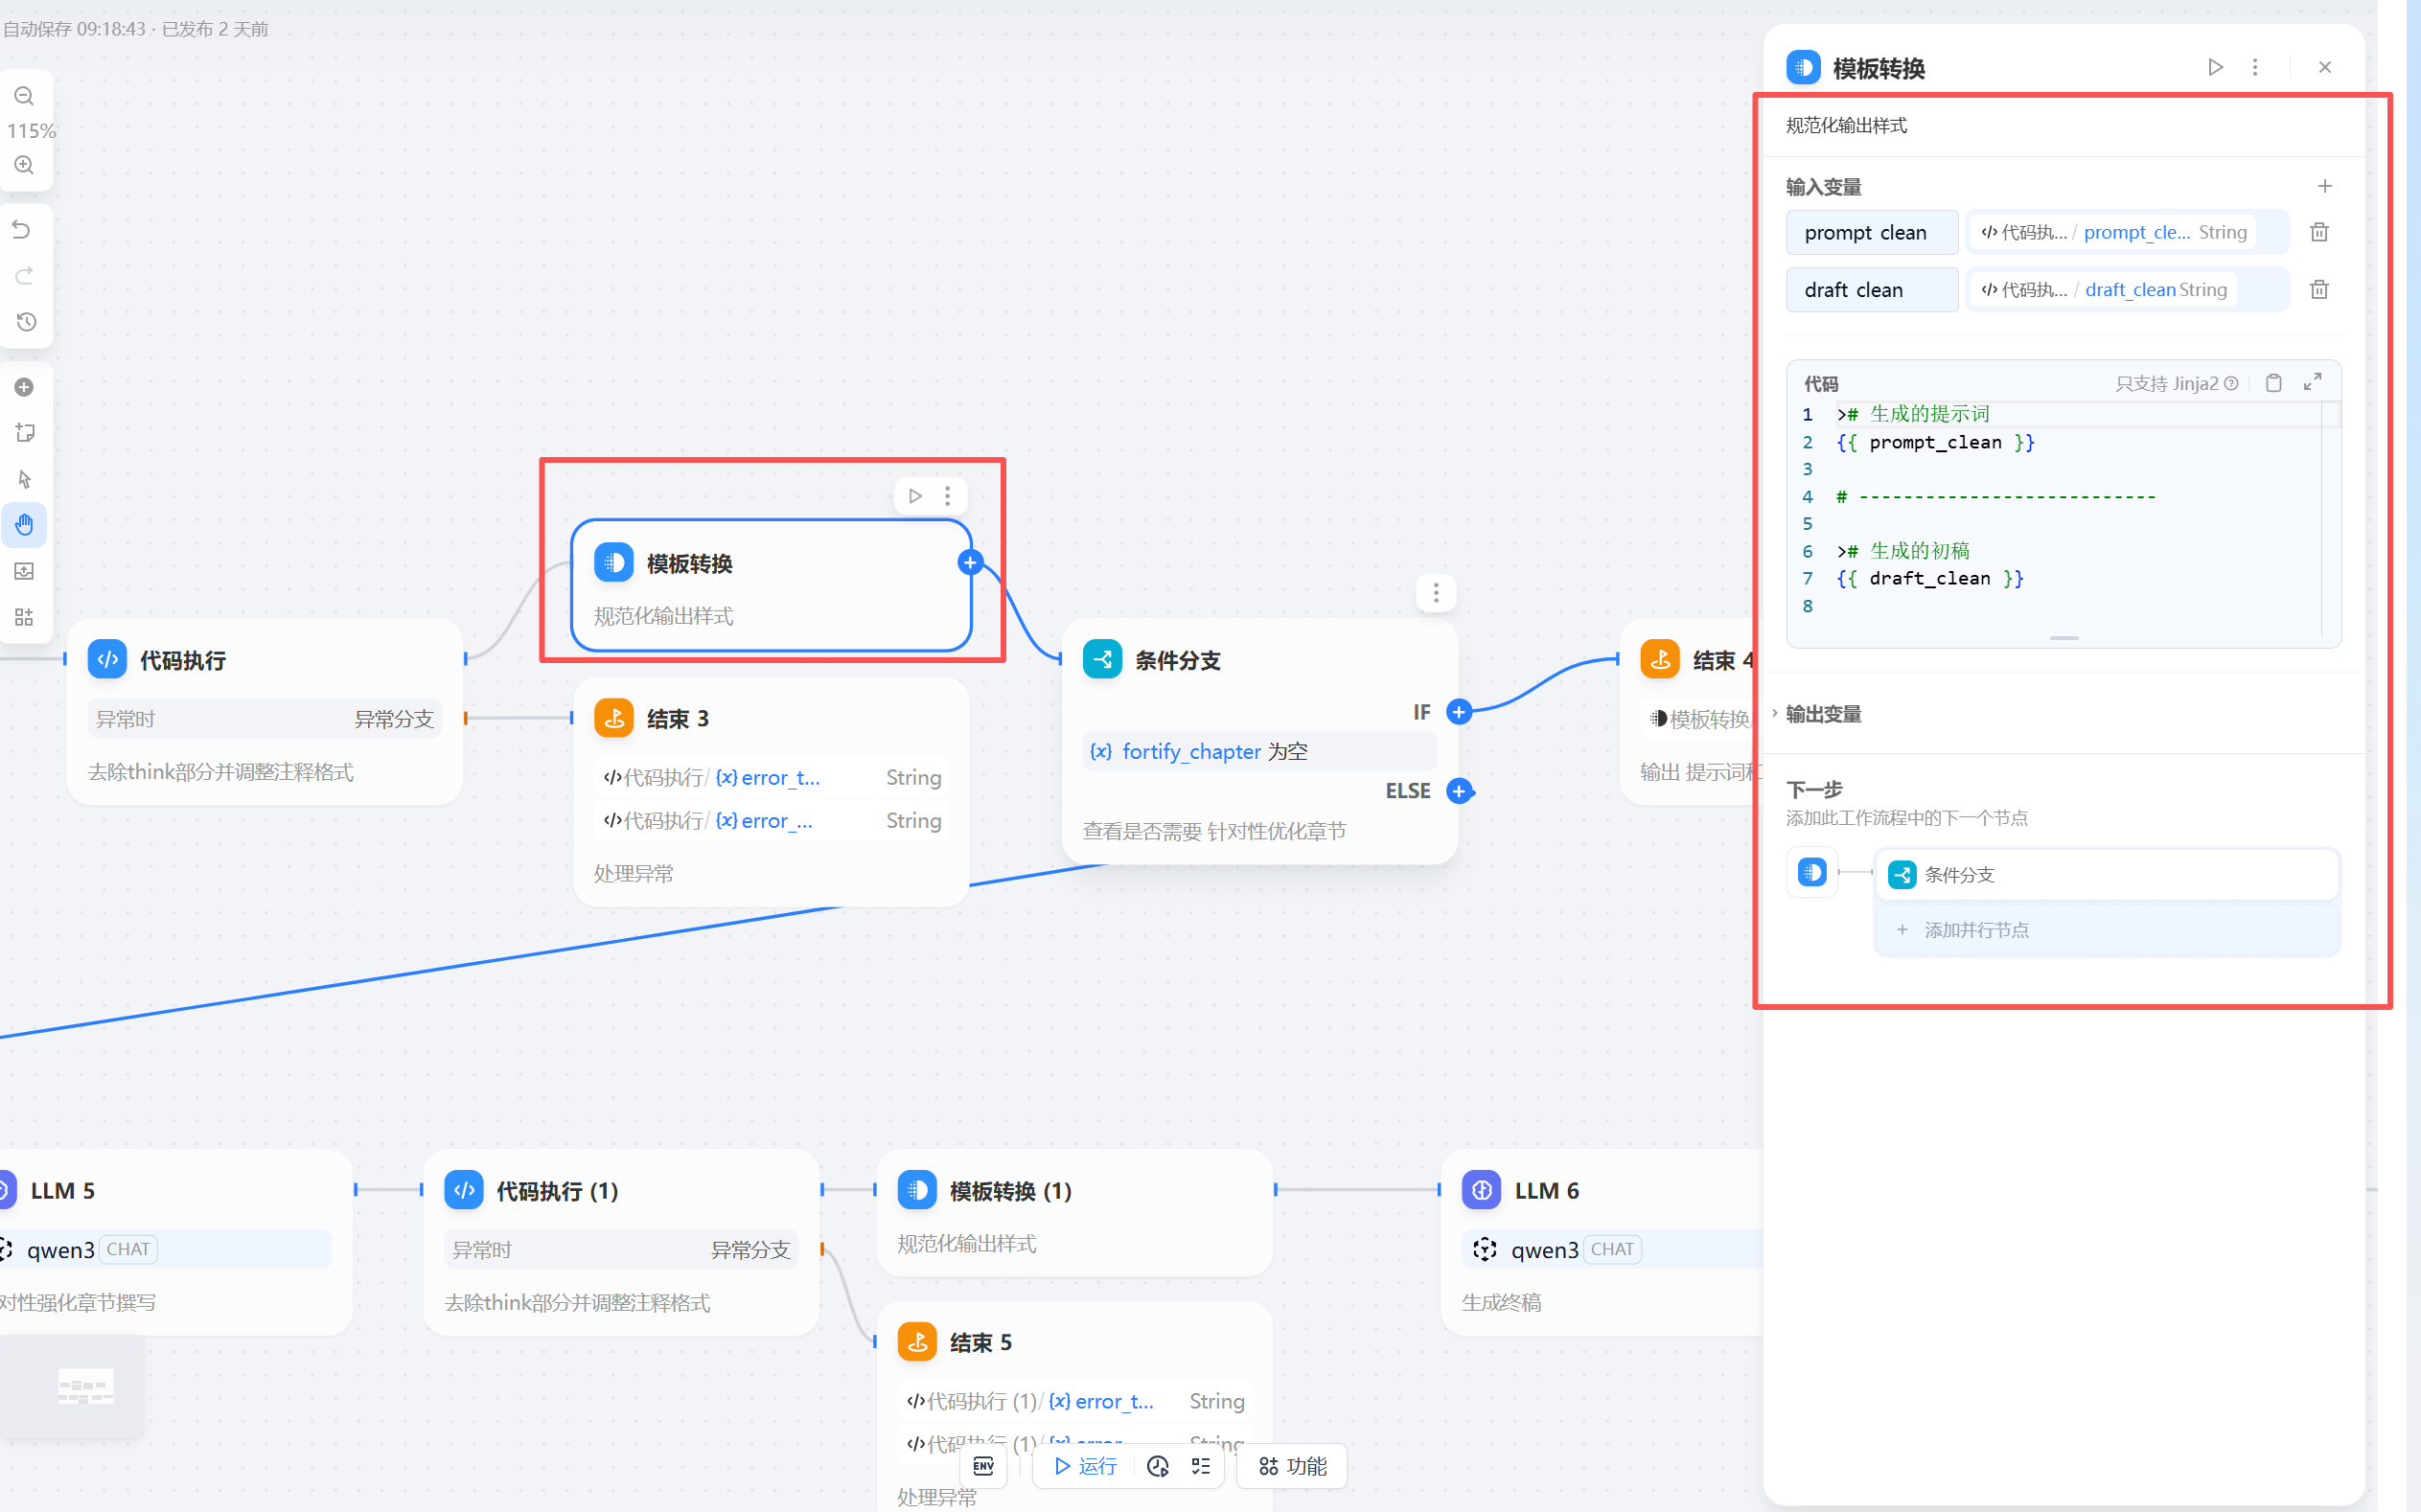 自动保存 09:18:43 · 已发布 2 天前
115%
代码执行
异常时 异常分支
去除think部分并调整注释格式
模板转换
规范化输出样式
结束 3
代码执行/ {x} error_t... String
代码执行/ {x} error_... String
处理异常
条件分支
IF
{x} fortify_chapter 为空
ELSE
查看是否需要 针对性优化章节
结束 4
模板转换
输出 提示词
LLM 5
qwen3 CHAT
对性强化章节撰写
代码执行 (1)
异常时 异常分支
去除think部分并调整注释格式
模板转换 (1)
规范化输出样式
结束 5
代码执行 (1)/ {x} error_t... String
代码执行 (1)/ {x} error String
处理异常
LLM 6
qwen3 CHAT
生成终稿
ENV 运行 功能
模板转换
规范化输出样式
输入变量
prompt clean 代码执... / prompt_cle... String
draft clean 代码执... / draft_clean String
代码 只支持 Jinja2
1 ># 生成的提示词
2 {{ prompt_clean }}
3
4 # ---------------------------
5
6 ># 生成的初稿
7 {{ draft_clean }}
8
输出变量
下一步
添加此工作流程中的下一个节点
条件分支
+ 添加并行节点